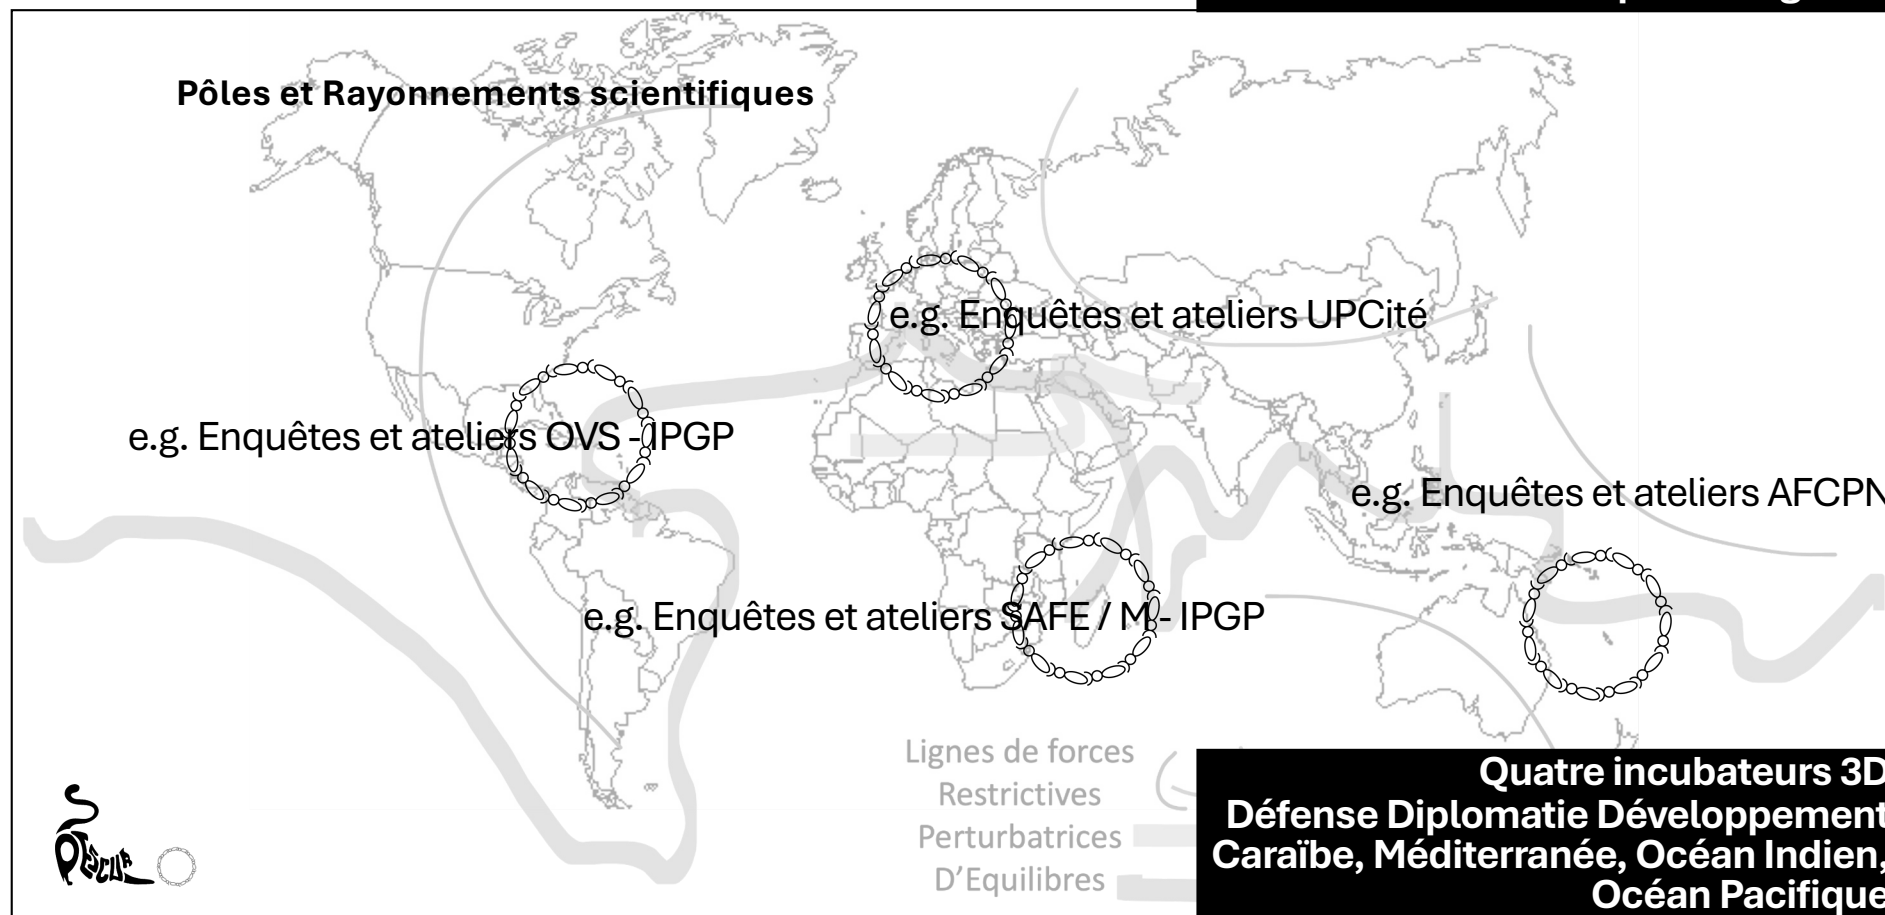 Pôles et Rayonnements scientifiques
e.g. Enquêtes et ateliers UPCité
e.g. Enquêtes et ateliers OVS - IPGP
e.g. Enquêtes et ateliers AFCPN
e.g. Enquêtes et ateliers SAFE / M - IPGP
Lignes de forces
Restrictives
Perturbatrices
D'Equilibres
Quatre incubateurs 3D
Défense Diplomatie Développement
Caraïbe, Méditerranée, Océan Indien,
Océan Pacifique